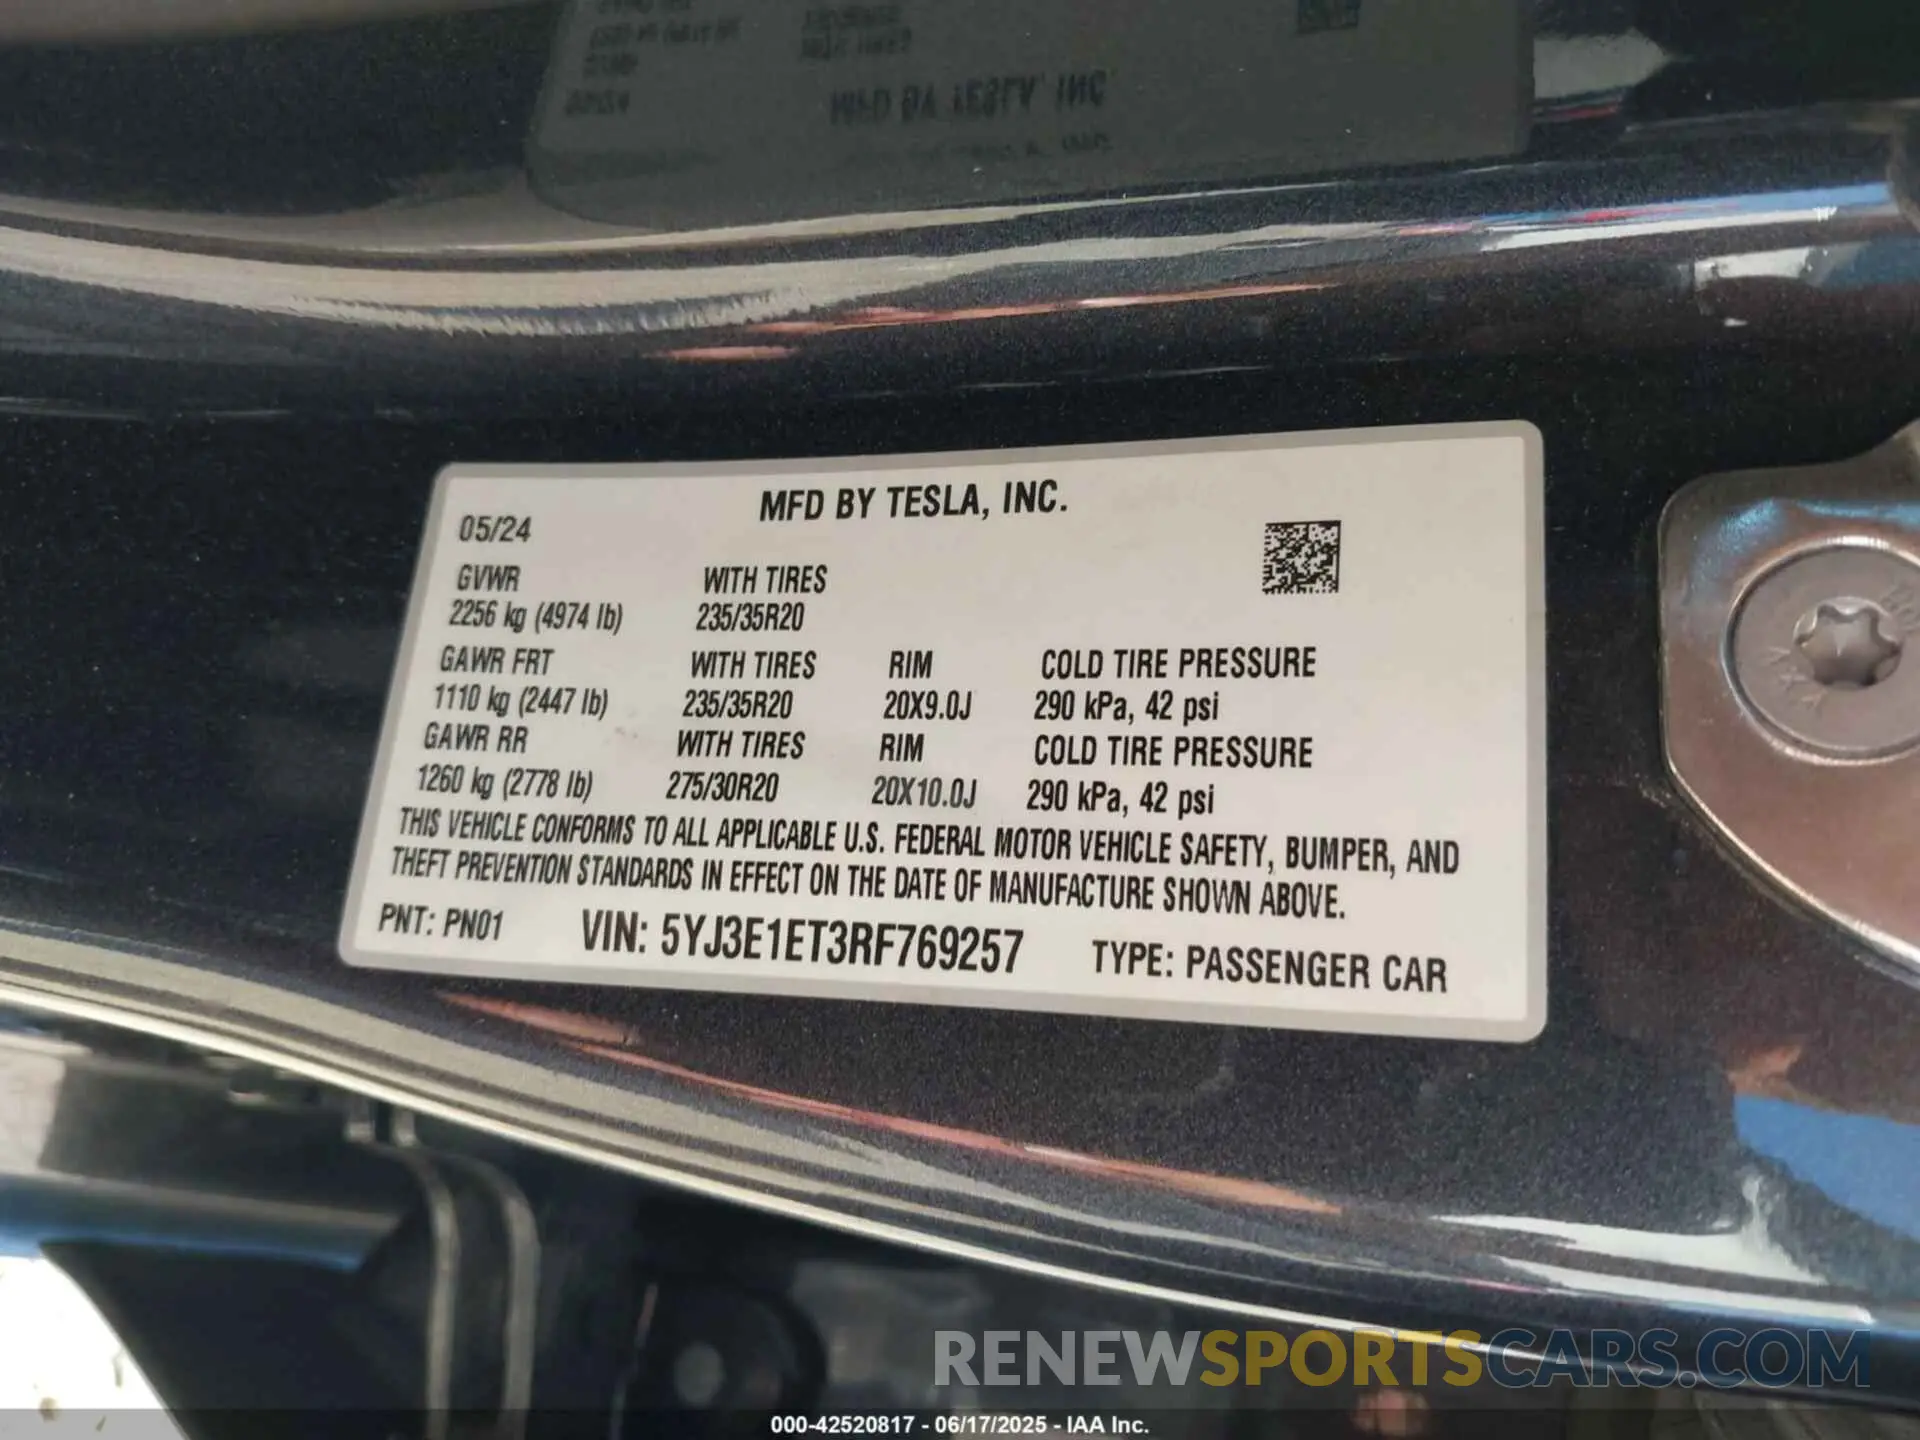 MFD BY TESLA, INC.
05/24
GVWR WITH TIRES
2256 kg (4974 lb) 235/35R20
GAWR FRT WITH TIRES RIM COLD TIRE PRESSURE
1110 kg (2447 lb) 235/35R20 20X9.0J 290 kPa, 42 psi
GAWR RR WITH TIRES RIM COLD TIRE PRESSURE
1260 kg (2778 lb) 275/30R20 20X10.0J 290 kPa, 42 psi
THIS VEHICLE CONFORMS TO ALL APPLICABLE U.S. FEDERAL MOTOR VEHICLE SAFETY, BUMPER, AND
THEFT PREVENTION STANDARDS IN EFFECT ON THE DATE OF MANUFACTURE SHOWN ABOVE.
PNT: PN01 VIN: 5YJ3E1ET3RF769257 TYPE: PASSENGER CAR
RENEWSPORTSCARS.COM
000-42520817 - 06/17/2025 - IAA Inc.